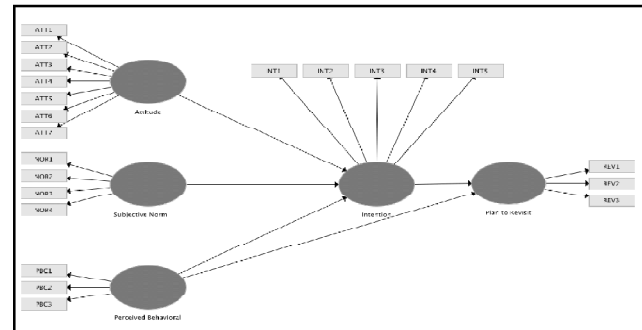 ATT1
ATT2
ATT3
ATT4
ATT5
ATT6
ATT7
Attitude
INT1
INT2
INT3
INT4
INT5
NOR1
NOR2
NOR3
NOR4
Subjective Norm
Intention
Plan to Revisit
REV1
REV2
REV3
PBC1
PBC2
PBC3
Perceived Behavioral